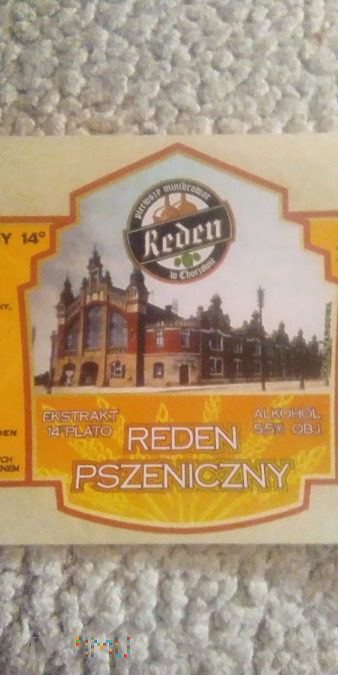 Y 14°
pierwszy minibrowar
Reden
w Chorzowie
EKSTRAKT
14° PLATO
ALKOHOL
5.5% OBJ.
REDEN
PSZENICZNY